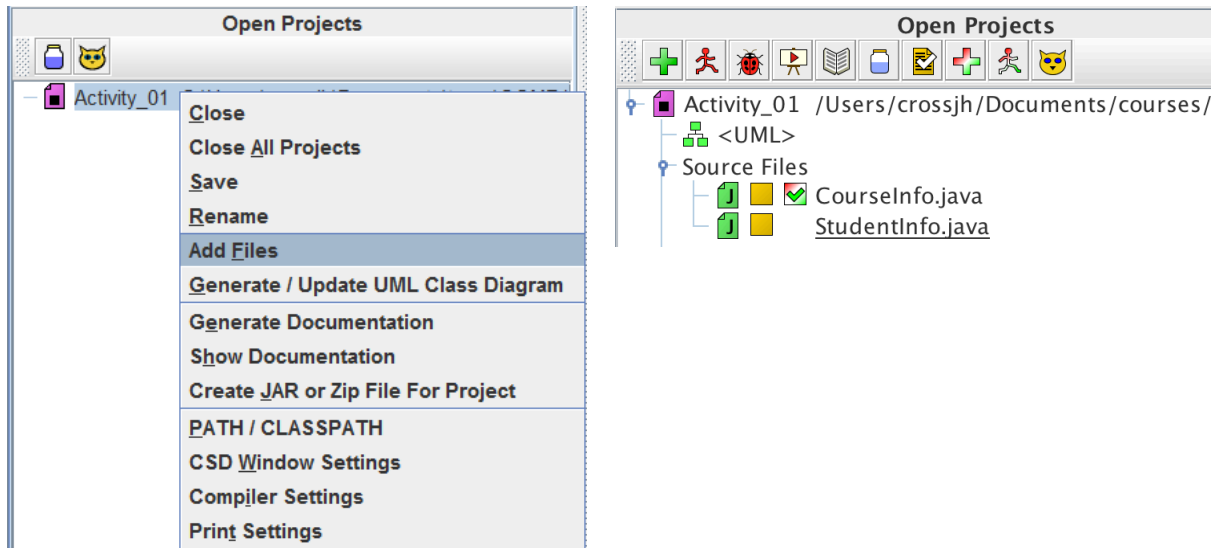 Open Projects
Activity_01
Close
Close All Projects
Save
Rename
Add Files
Generate / Update UML Class Diagram
Generate Documentation
Show Documentation
Create JAR or Zip File For Project
PATH / CLASSPATH
CSD Window Settings
Compiler Settings
Print Settings
Open Projects
Activity_01 /Users/crossjh/Documents/courses/
<UML>
Source Files
J CourseInfo.java
J StudentInfo.java